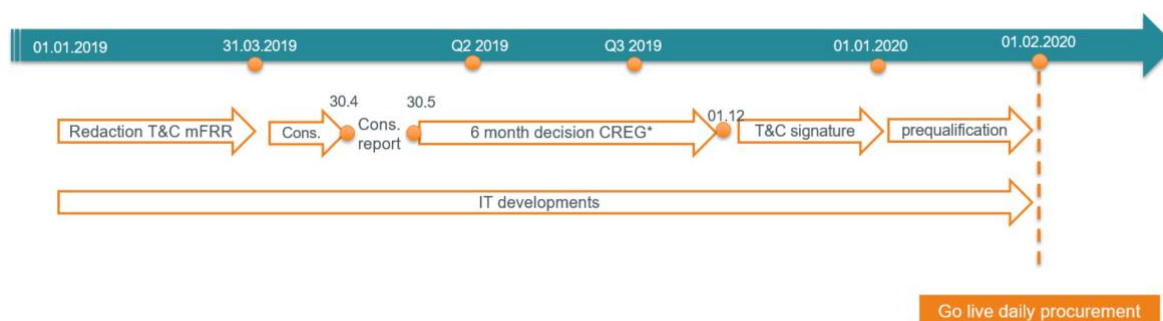 01.01.2019
31.03.2019
Q2 2019
Q3 2019
01.01.2020
01.02.2020
30.4
30.5
01.12
Redaction T&C mFRR
Cons.
Cons.
report
6 month decision CREG*
T&C signature
prequalification
IT developments
Go live daily procurement